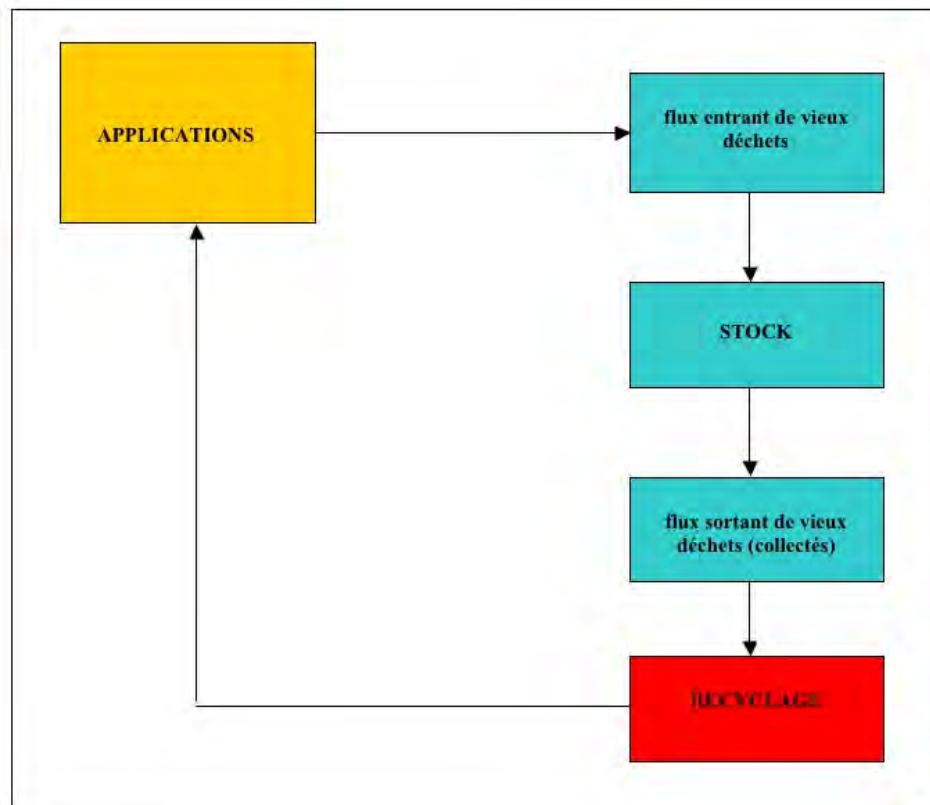 APPLICATIONS
flux entrant de vieux
déchets
STOCK
flux sortant de vieux
déchets (collectés)
RECYCLAGE